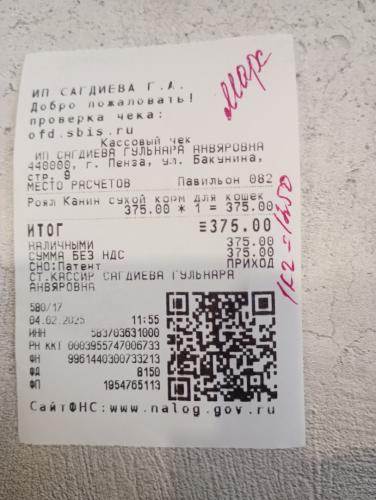 ИП САГДИЕВА Г.А.
Добро пожаловать!
проверка чека:
ofd.sbis.ru
Кассовый чек
ИП САГДИЕВА ГУЛЬНАРА АНВЯРОВНА
440000, г. Пенза, ул. Бакунина,
стр. 9
МЕСТО РАСЧЕТОВ Павильон 082
Роял Канин сухой корм для кошек
375.00 * 1 = 375.00
ИТОГ =375.00
НАЛИЧНЫМИ 375.00
СУММА БЕЗ НДС 375.00
СНО:Патент ПРИХОД
СТ.КАССИР САГДИЕВА ГУЛЬНАРА
АНВЯРОВНА
580/17
04.02.2025 11:55
ИНН 583703631000
РН ККТ 0003955747006733
ФН 9961440300733213
ФД 8150
ФП 1054765113
СайтФНС:www.nalog.gov.ru
Марс